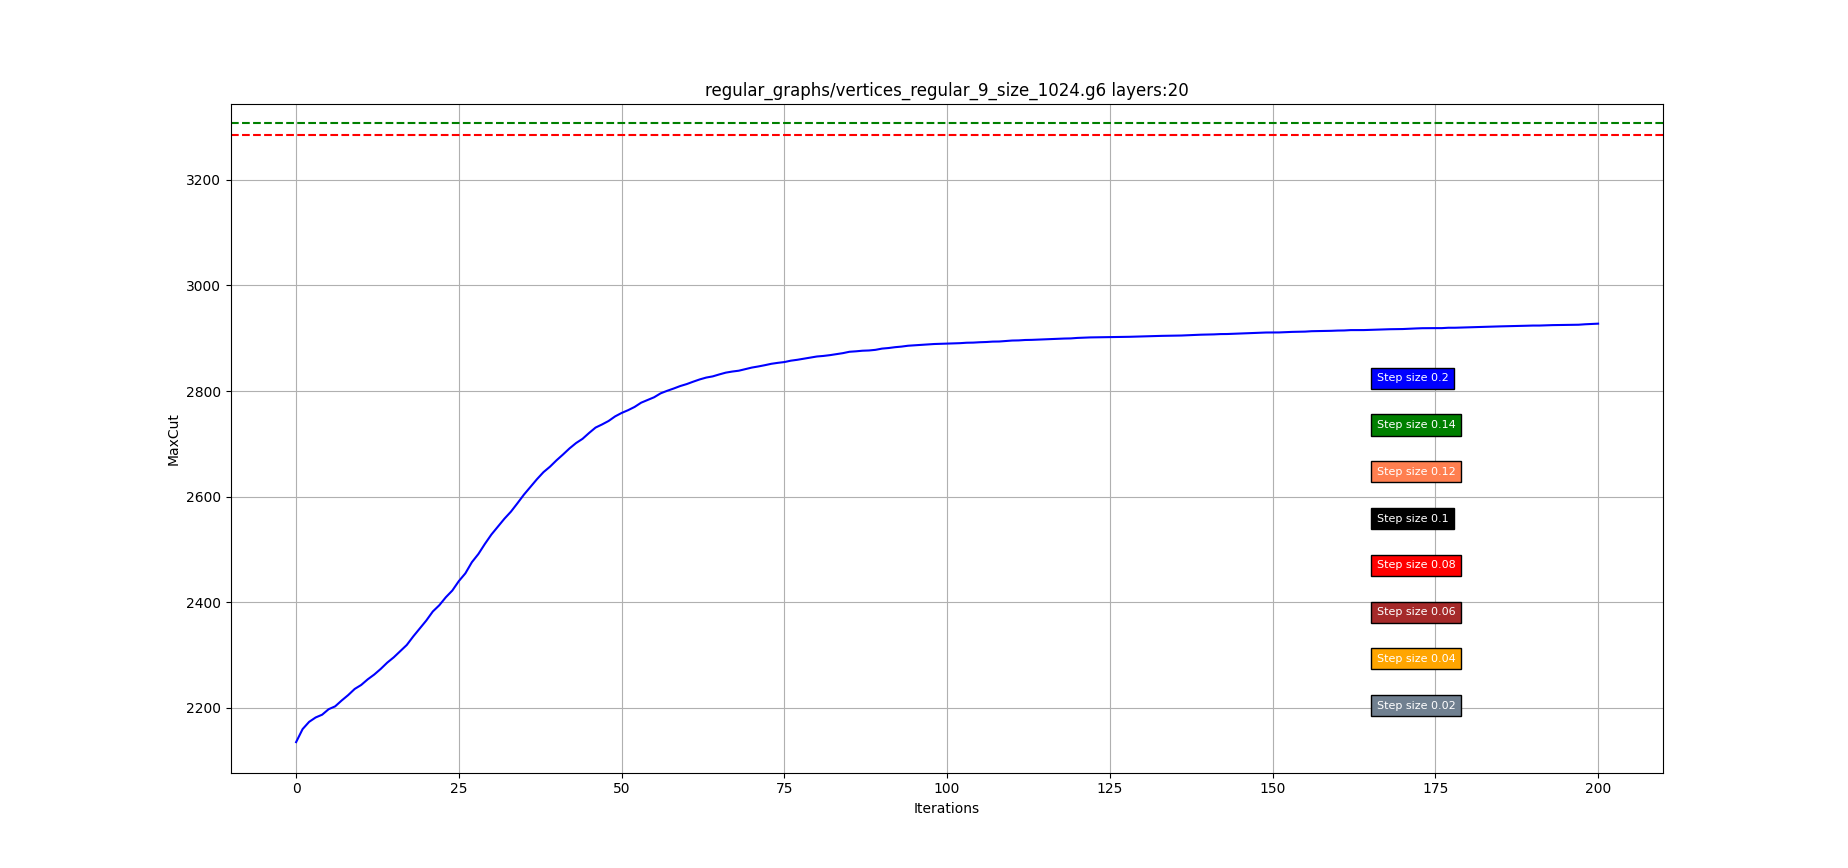 regular_graphs/vertices_regular_9_size_1024.g6 layers:20
3200
3000
2800
2600
2400
2200
MaxCut
Step size 0.2
Step size 0.14
Step size 0.12
Step size 0.1
Step size 0.08
Step size 0.06
Step size 0.04
Step size 0.02
0 25 50 75 100 125 150 175 200
Iterations